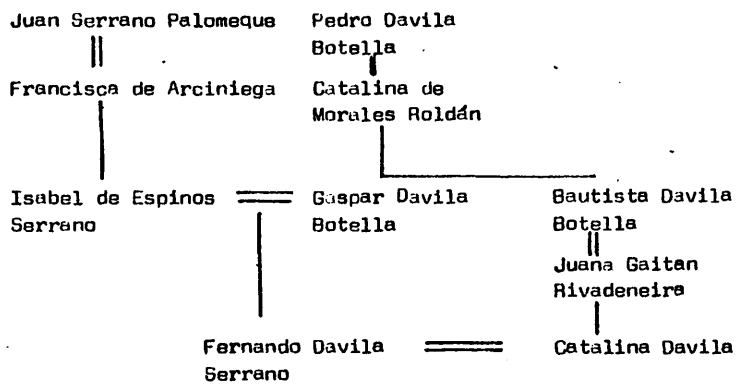 Juan Serrano Palomeque
Pedro Davila
Botella
Francisca de Arciniega
Catalina de
Morales Roldán
Isabel de Espinos
Serrano
Gaspar Davila
Botella
Bautista Davila
Botella
Juana Gaitan
Rivadeneira
Fernando Davila
Serrano
Catalina Davila